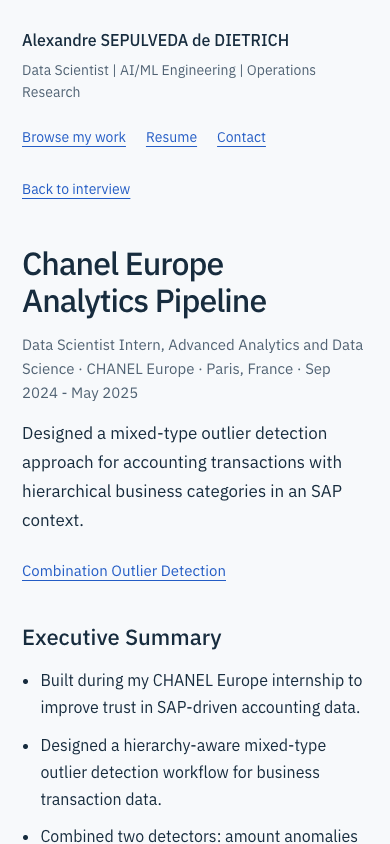 Alexandre SEPULVEDA de DIETRICH
Data Scientist | AI/ML Engineering | Operations
Research
Browse my work Resume Contact
Back to interview
Chanel Europe
Analytics Pipeline
Data Scientist Intern, Advanced Analytics and Data
Science · CHANEL Europe · Paris, France · Sep
2024 - May 2025
Designed a mixed-type outlier detection
approach for accounting transactions with
hierarchical business categories in an SAP
context.
Combination Outlier Detection
Executive Summary
• Built during my CHANEL Europe internship to
improve trust in SAP-driven accounting data.
• Designed a hierarchy-aware mixed-type
outlier detection workflow for business
transaction data.
• Combined two detectors: amount anomalies